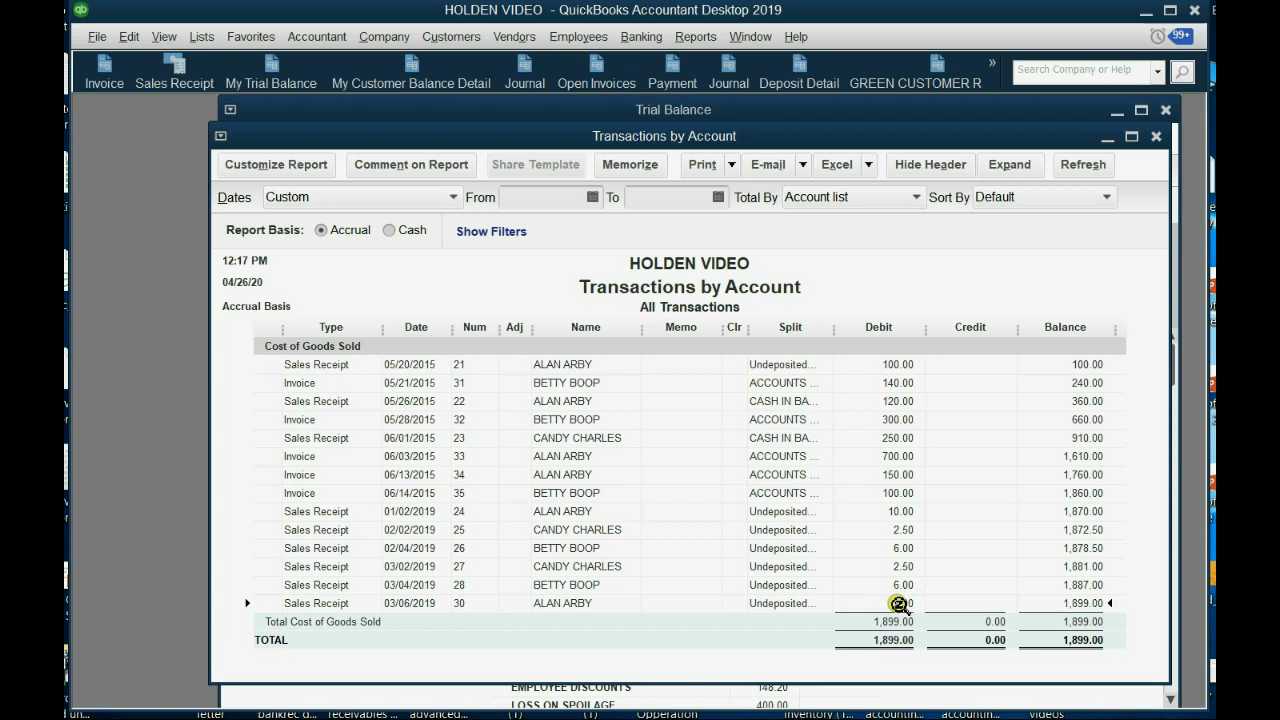 HOLDEN VIDEO - QuickBooks Accountant Desktop 2019
File Edit View Lists Favorites Accountant Company Customers Vendors Employees Banking Reports Window Help 99+
Invoice Sales Receipt My Trial Balance My Customer Balance Detail Journal Open Invoices Payment Journal Deposit Detail GREEN CUSTOMER R » Search Company or Help
Trial Balance
Transactions by Account
Customize Report Comment on Report Share Template Memorize Print E-mail Excel Hide Header Expand Refresh
Dates Custom From To Total By Account list Sort By Default
Report Basis: Accrual Cash Show Filters
12:17 PM HOLDEN VIDEO
04/26/20 Transactions by Account
Accrual Basis All Transactions
Type Date Num Adj Name Memo Clr Split Debit Credit Balance
Cost of Goods Sold
Sales Receipt 05/20/2015 21 ALAN ARBY Undeposited... 100.00 100.00
Invoice 05/21/2015 31 BETTY BOOP ACCOUNTS ... 140.00 240.00
Sales Receipt 05/26/2015 22 ALAN ARBY CASH IN BA... 120.00 360.00
Invoice 05/28/2015 32 BETTY BOOP ACCOUNTS ... 300.00 660.00
Sales Receipt 06/01/2015 23 CANDY CHARLES CASH IN BA... 250.00 910.00
Invoice 06/03/2015 33 ALAN ARBY ACCOUNTS ... 700.00 1,610.00
Invoice 06/13/2015 34 ALAN ARBY ACCOUNTS ... 150.00 1,760.00
Invoice 06/14/2015 35 BETTY BOOP ACCOUNTS ... 100.00 1,860.00
Sales Receipt 01/02/2019 24 ALAN ARBY Undeposited... 10.00 1,870.00
Sales Receipt 02/02/2019 25 CANDY CHARLES Undeposited... 2.50 1,872.50
Sales Receipt 02/04/2019 26 BETTY BOOP Undeposited... 6.00 1,878.50
Sales Receipt 03/02/2019 27 CANDY CHARLES Undeposited... 2.50 1,881.00
Sales Receipt 03/04/2019 28 BETTY BOOP Undeposited... 6.00 1,887.00
Sales Receipt 03/06/2019 30 ALAN ARBY Undeposited... 1,899.00
Total Cost of Goods Sold 1,899.00 0.00 1,899.00
TOTAL 1,899.00 0.00 1,899.00
EMPLOYEE DISCOUNTS 148.20
LOSS ON SPOILAGE 400.00
letter bankrec d... receivables ... advanced... (1) (1) Opperation inventory (1... accountin... accountin... videos